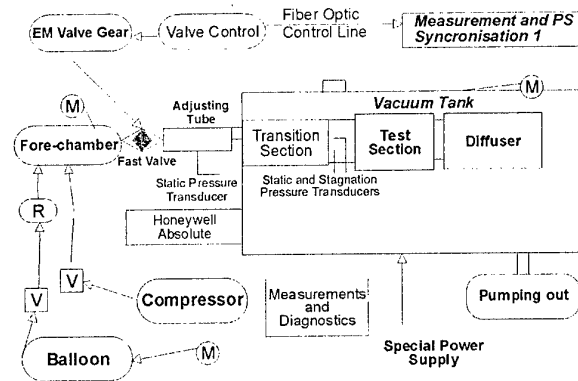 EM Valve Gear
Valve Control
Fiber Optic
Control Line
Measurement and PS
Syncronisation 1
M
M
Adjusting
Tube
Vacuum Tank
Fore-chamber
Fast Valve
Transition
Section
Test
Section
Diffuser
Static Pressure
Transducer
Static and Stagnation
Pressure Transducers
R
Honeywell
Absolute
V
V
Compressor
Measurements
and
Diagnostics
Pumping out
Special Power
Supply
Balloon
M